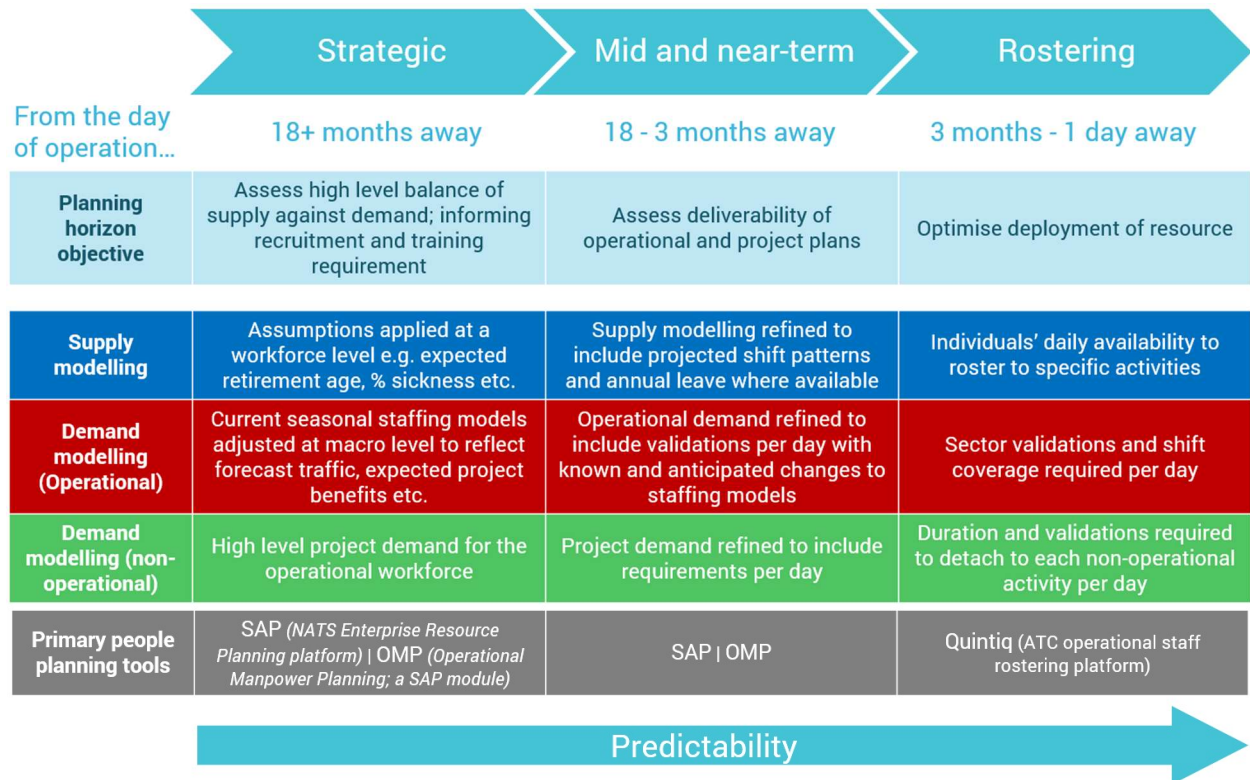 Strategic
Mid and near-term
Rostering
From the day
of operation…
18+ months away
18 - 3 months away
3 months - 1 day away
Planning
horizon
objective
Assess high level balance of
supply against demand; informing
recruitment and training
requirement
Assess deliverability of
operational and project plans
Optimise deployment of resource
Supply
modelling
Assumptions applied at a
workforce level e.g. expected
retirement age, % sickness etc.
Supply modelling refined to
include projected shift patterns
and annual leave where available
Individuals’ daily availability to
roster to specific activities
Demand
modelling
(Operational)
Current seasonal staffing models
adjusted at macro level to reflect
forecast traffic, expected project
benefits etc.
Operational demand refined to
include validations per day with
known and anticipated changes to
staffing models
Sector validations and shift
coverage required per day
Demand
modelling (non-
operational)
High level project demand for the
operational workforce
Project demand refined to include
requirements per day
Duration and validations required
to detach to each non-operational
activity per day
Primary people
planning tools
SAP (NATS Enterprise Resource
Planning platform) | OMP (Operational
Manpower Planning; a SAP module)
SAP | OMP
Quintiq (ATC operational staff
rostering platform)
Predictability